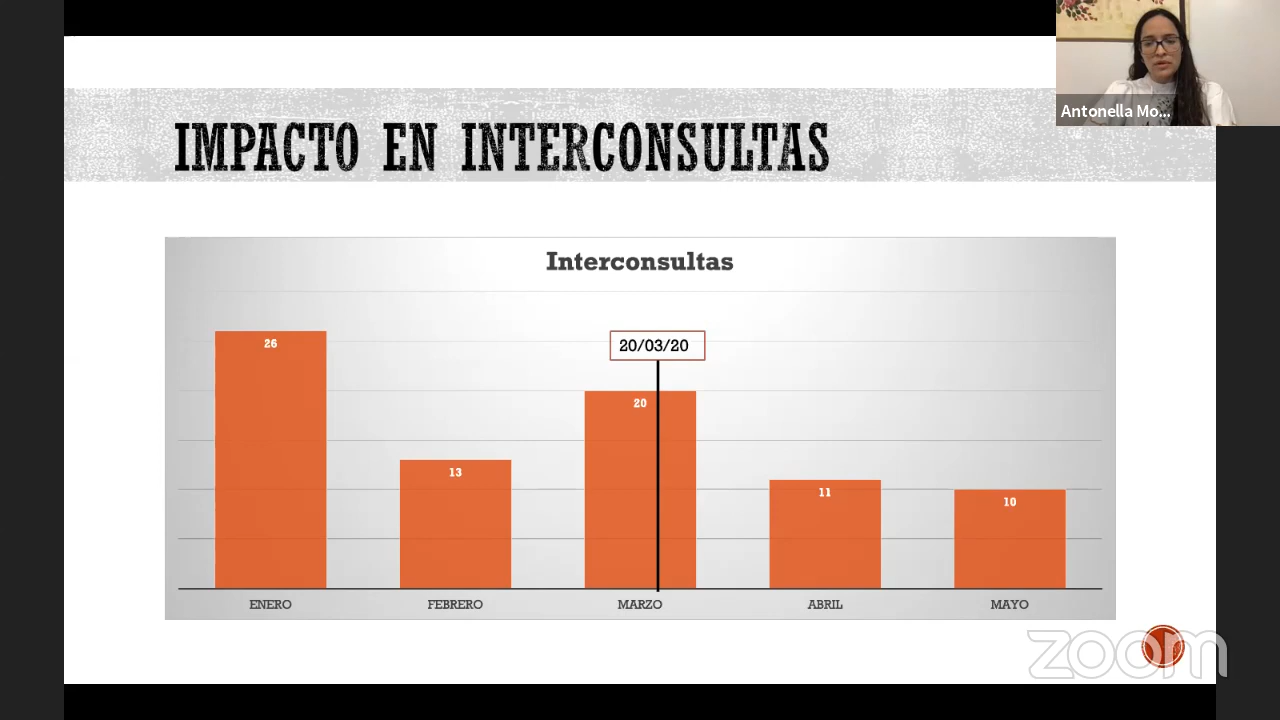 Antonella Mo...
IMPACTO EN INTERCONSULTAS
Interconsultas
26
13
20/03/20
20
11
10
ENERO
FEBRERO
MARZO
ABRIL
MAYO
zoom